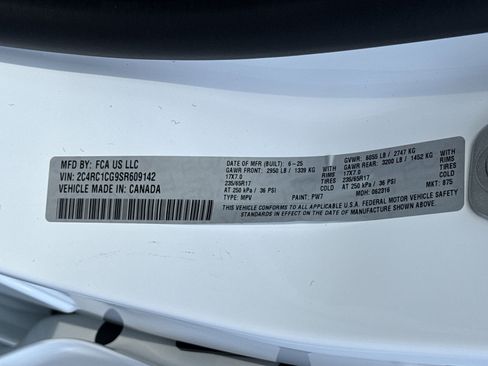 MFD BY: FCA US LLC
VIN: 2C4RC1CG9SR609142
VEHICLE MADE IN: CANADA
DATE OF MFR (BUILT): 6-25
GAWR FRONT: 2950 LB / 1339 KG WITH
17X7.0 RIMS
235/65R17 TIRES
AT 250 kPa / 36 PSI COLD
TYPE: MPV PAINT: PW7
GVWR: 6055 LB / 2747 KG
GAWR REAR: 3200 LB / 1452 KG WITH
17X7.0 RIMS
235/65R17 TIRES
AT 250 kPa / 36 PSI COLD
MDH: 062316 MKT: 875
THIS VEHICLE CONFORMS TO ALL APPLICABLE U.S.A. FEDERAL MOTOR VEHICLE SAFETY
STANDARDS IN EFFECT ON THE DATE OF MANUFACTURE SHOWN ABOVE.